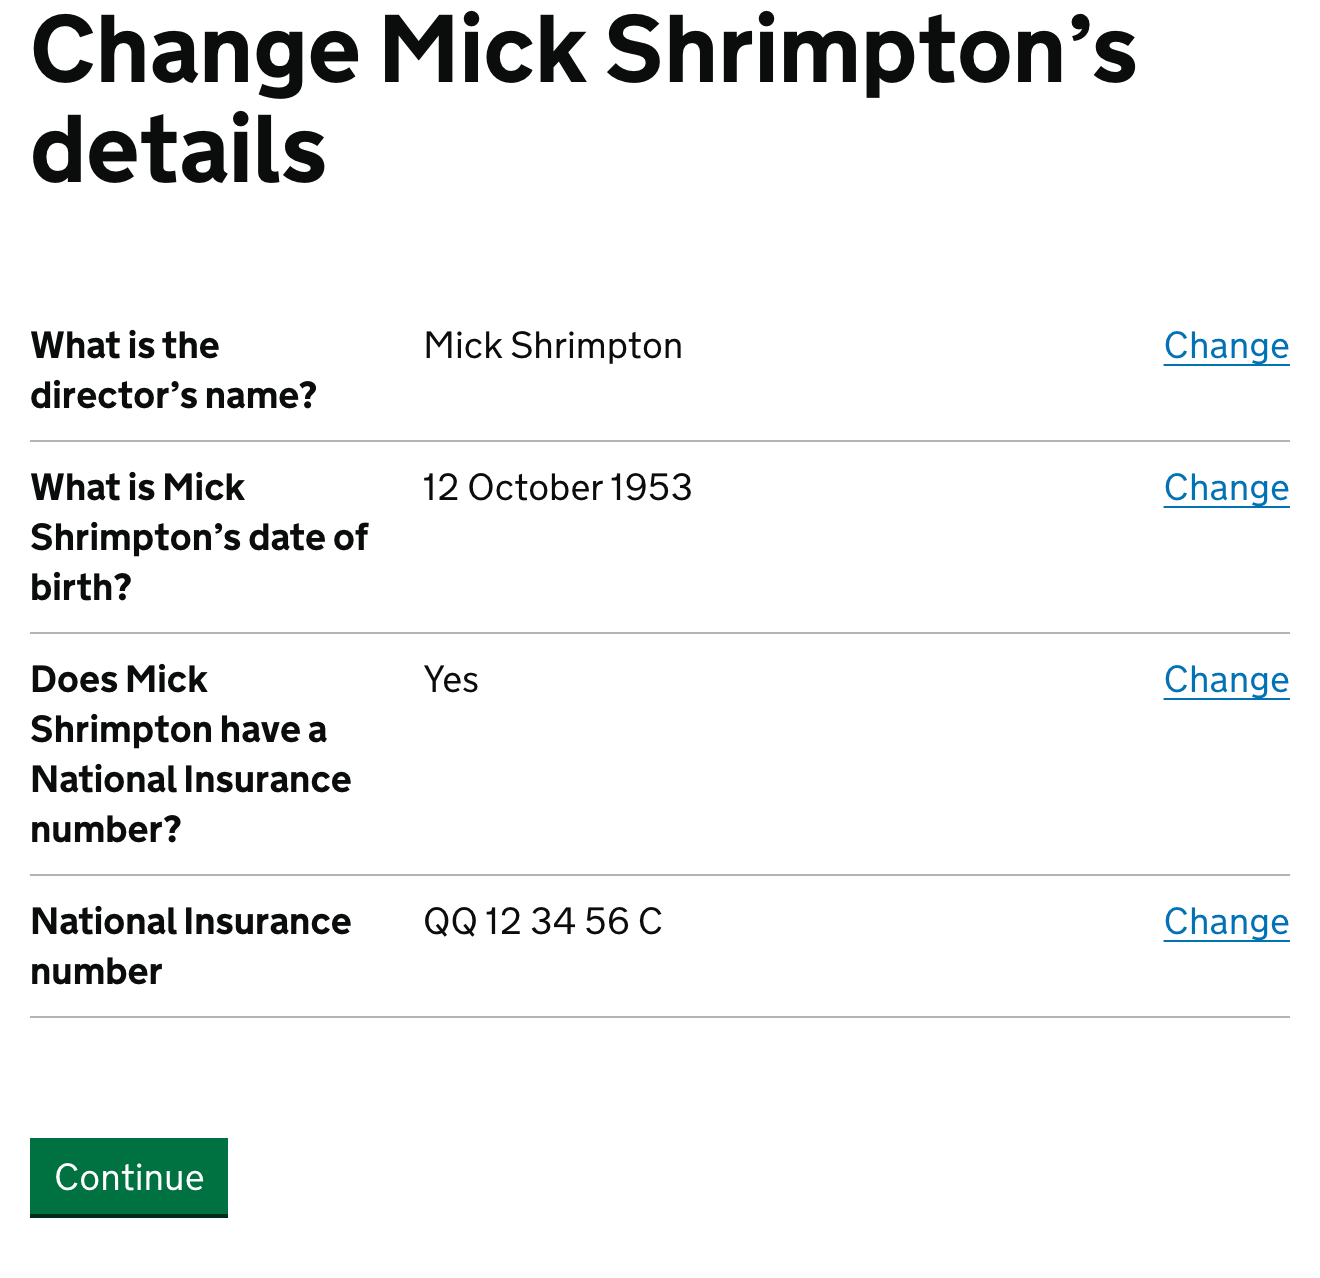 Change Mick Shrimpton’s
details
What is the
director’s name?
Mick Shrimpton
Change
What is Mick
Shrimpton’s date of
birth?
12 October 1953
Change
Does Mick
Shrimpton have a
National Insurance
number?
Yes
Change
National Insurance
number
QQ 12 34 56 C
Change
Continue